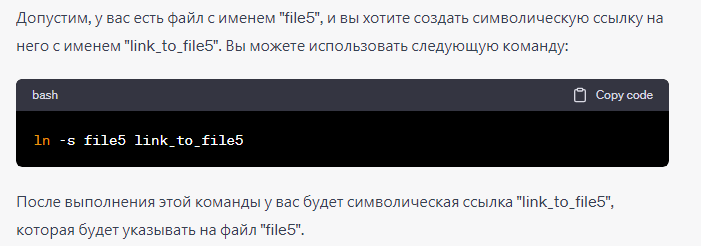 Допустим, у вас есть файл с именем "file5", и вы хотите создать символическую ссылку на
него с именем "link_to_file5". Вы можете использовать следующую команду:
bash Copy code
ln -s file5 link_to_file5
После выполнения этой команды у вас будет символическая ссылка "link_to_file5",
которая будет указывать на файл "file5".